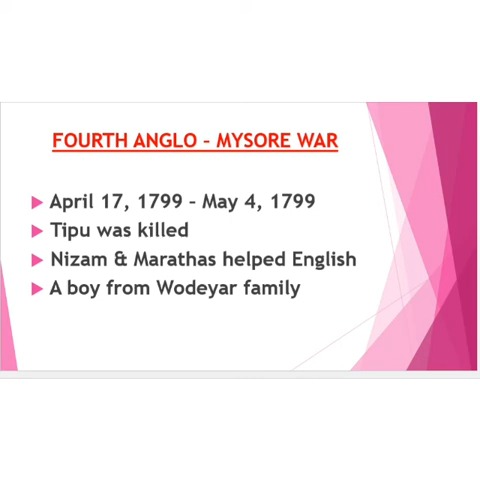 FOURTH ANGLO – MYSORE WAR
April 17, 1799 – May 4, 1799
Tipu was killed
Nizam & Marathas helped English
A boy from Wodeyar family